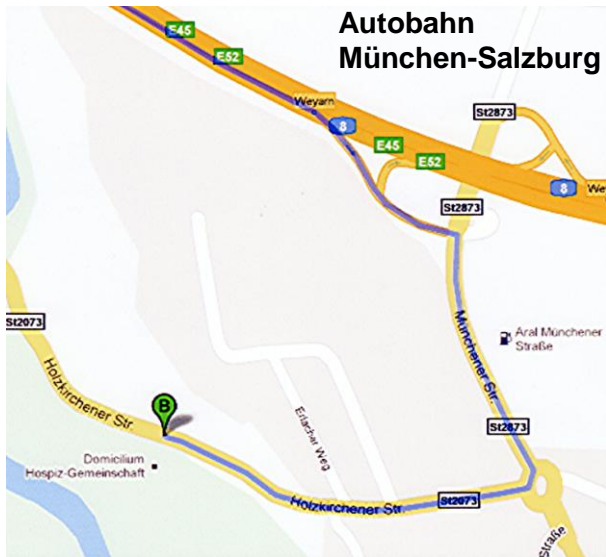 Autobahn
München-Salzburg
E45
E52
Weyarn
8
St2873
E45
E52
8
We
St2873
St2073
Aral Münchener
Straße
Münchener Str.
Holzkirchener Str.
B
Erlacher Weg
St2873
Domicilium
Hospiz-Gemeinschaft
Holzkirchener Str.
St2073
Straße